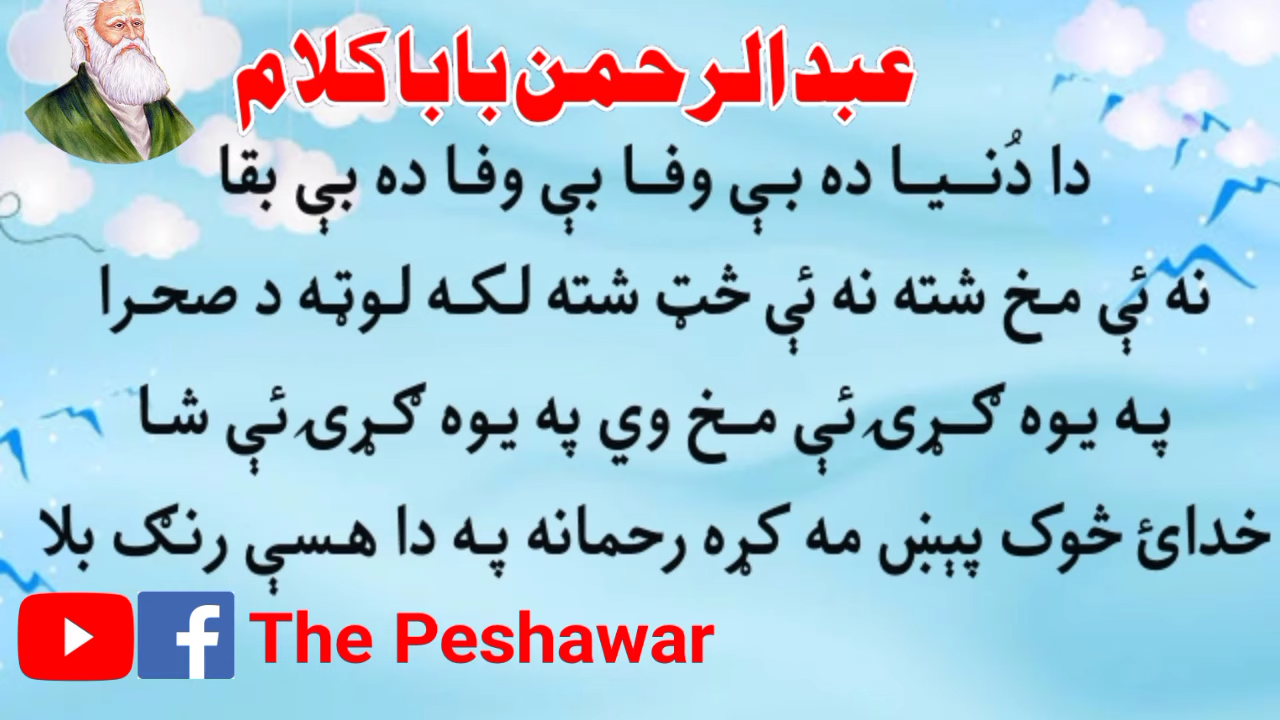 عبدالرحمن بابا کلام
دا دُنیا ده بې وفا بې وفا ده بې بقا
نه ئې مخ شته نه ئې څټ شته لکه لوټه د صحرا
په یوه ګړۍ ئې مخ وي په یوه ګړۍ ئې شا
خدائ څوک پېښ مه کړه رحمانه په دا هسې رنګ بلا
The Peshawar